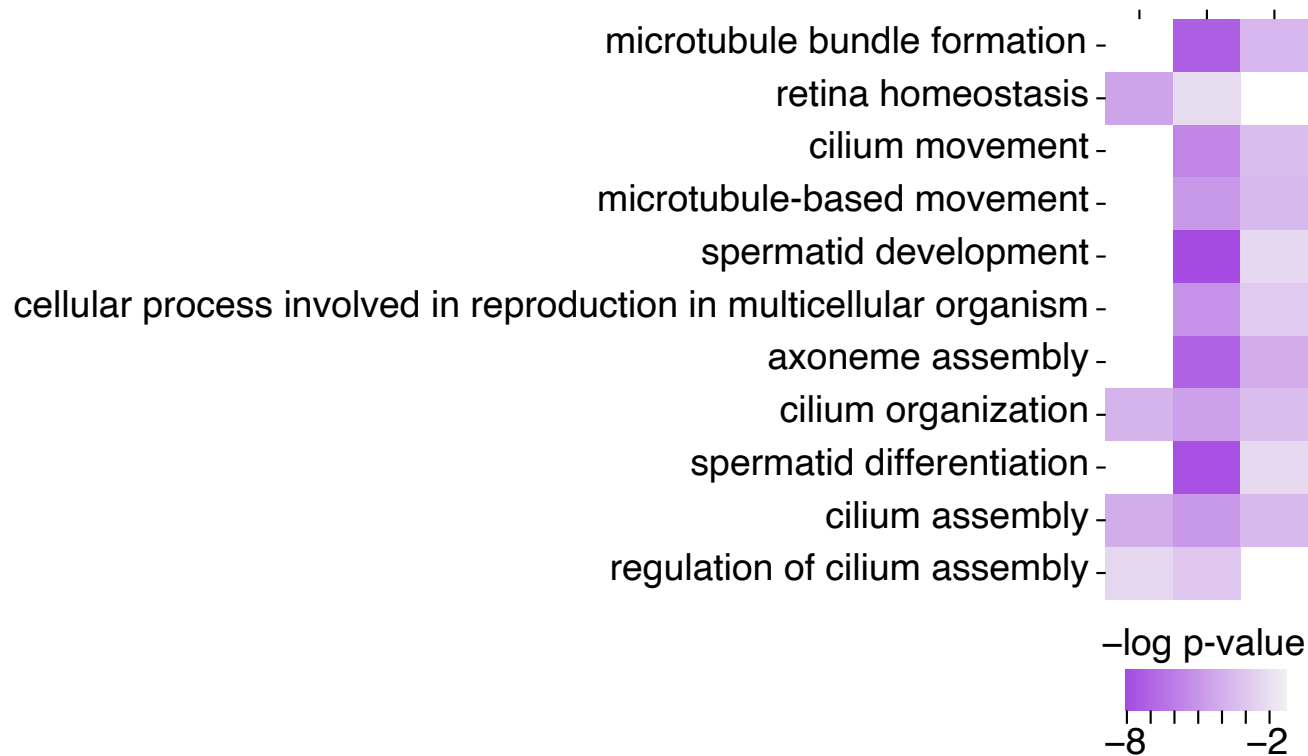 microtubule bundle formation
retina homeostasis
cilium movement
microtubule-based movement
spermatid development
cellular process involved in reproduction in multicellular organism
axoneme assembly
cilium organization
spermatid differentiation
cilium assembly
regulation of cilium assembly
–log p-value
–8 –2